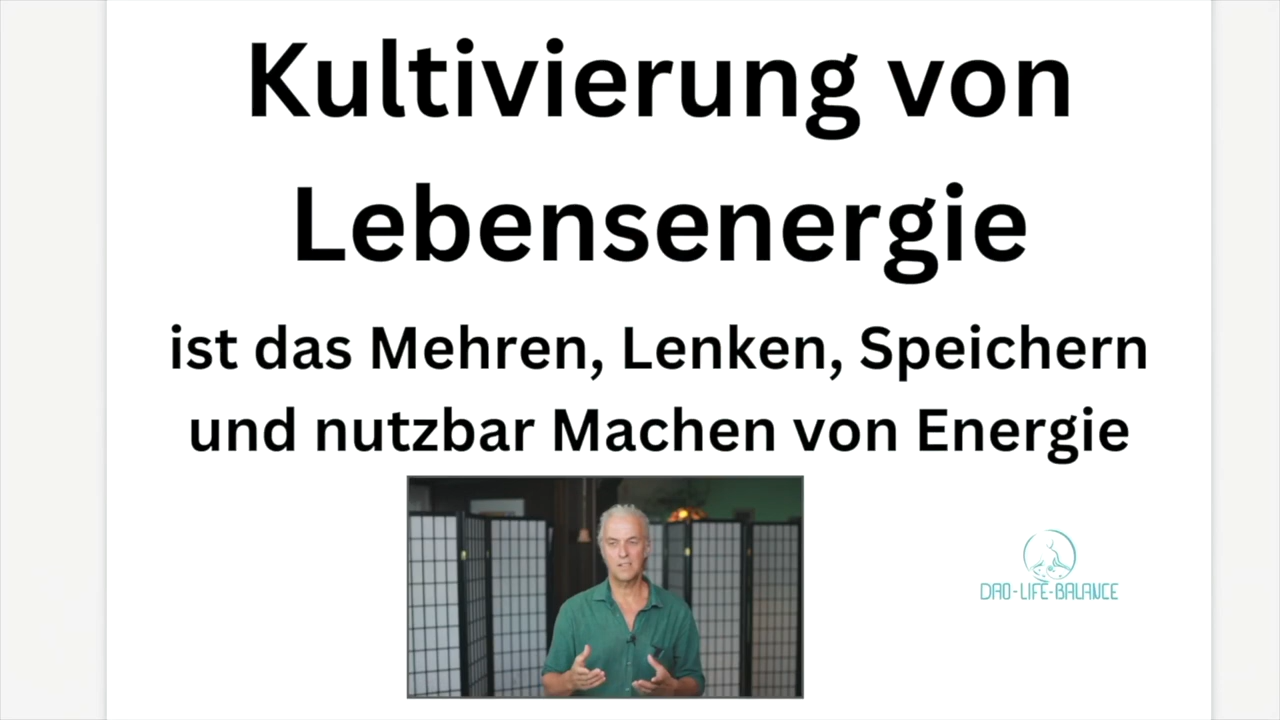 Kultivierung von
Lebensenergie
ist das Mehren, Lenken, Speichern
und nutzbar Machen von Energie
DAO-LIFE-BALANCE